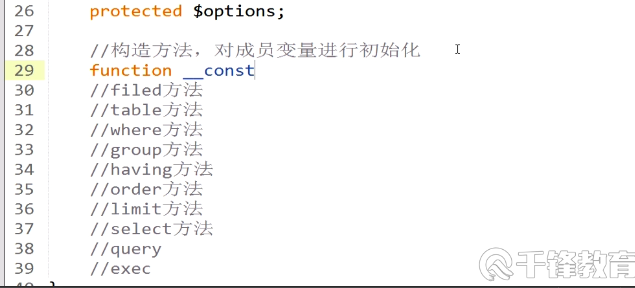 26 protected $options;
27
28 //构造方法，对成员变量进行初始化
29 function __const
30 //filed方法
31 //table方法
32 //where方法
33 //group方法
34 //having方法
35 //order方法
36 //limit方法
37 //select方法
38 //query
39 //exec
千锋教育